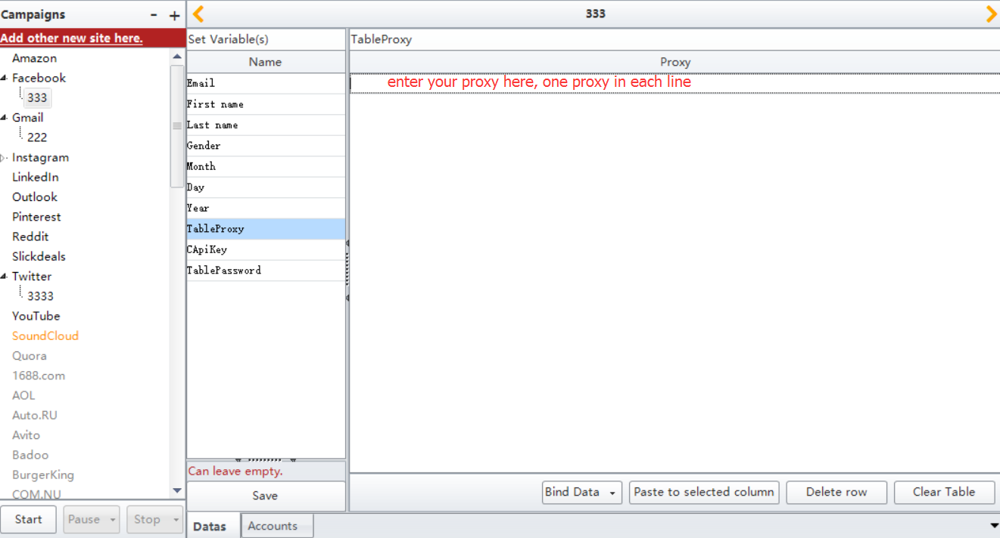 Campaigns - +
Add other new site here.
Amazon
Facebook
333
Gmail
222
Instagram
LinkedIn
Outlook
Pinterest
Reddit
Slickdeals
Twitter
3333
YouTube
SoundCloud
Quora
1688.com
AOL
Auto.RU
Avito
Badoo
BurgerKing
COM.NU
Start
Pause
Stop
333
Set Variable(s)
Name
Email
First name
Last name
Gender
Month
Day
Year
TableProxy
CApiKey
TablePassword
Can leave empty.
Save
TableProxy
Proxy
enter your proxy here, one proxy in each line
Bind Data
Paste to selected column
Delete row
Clear Table
Datas
Accounts